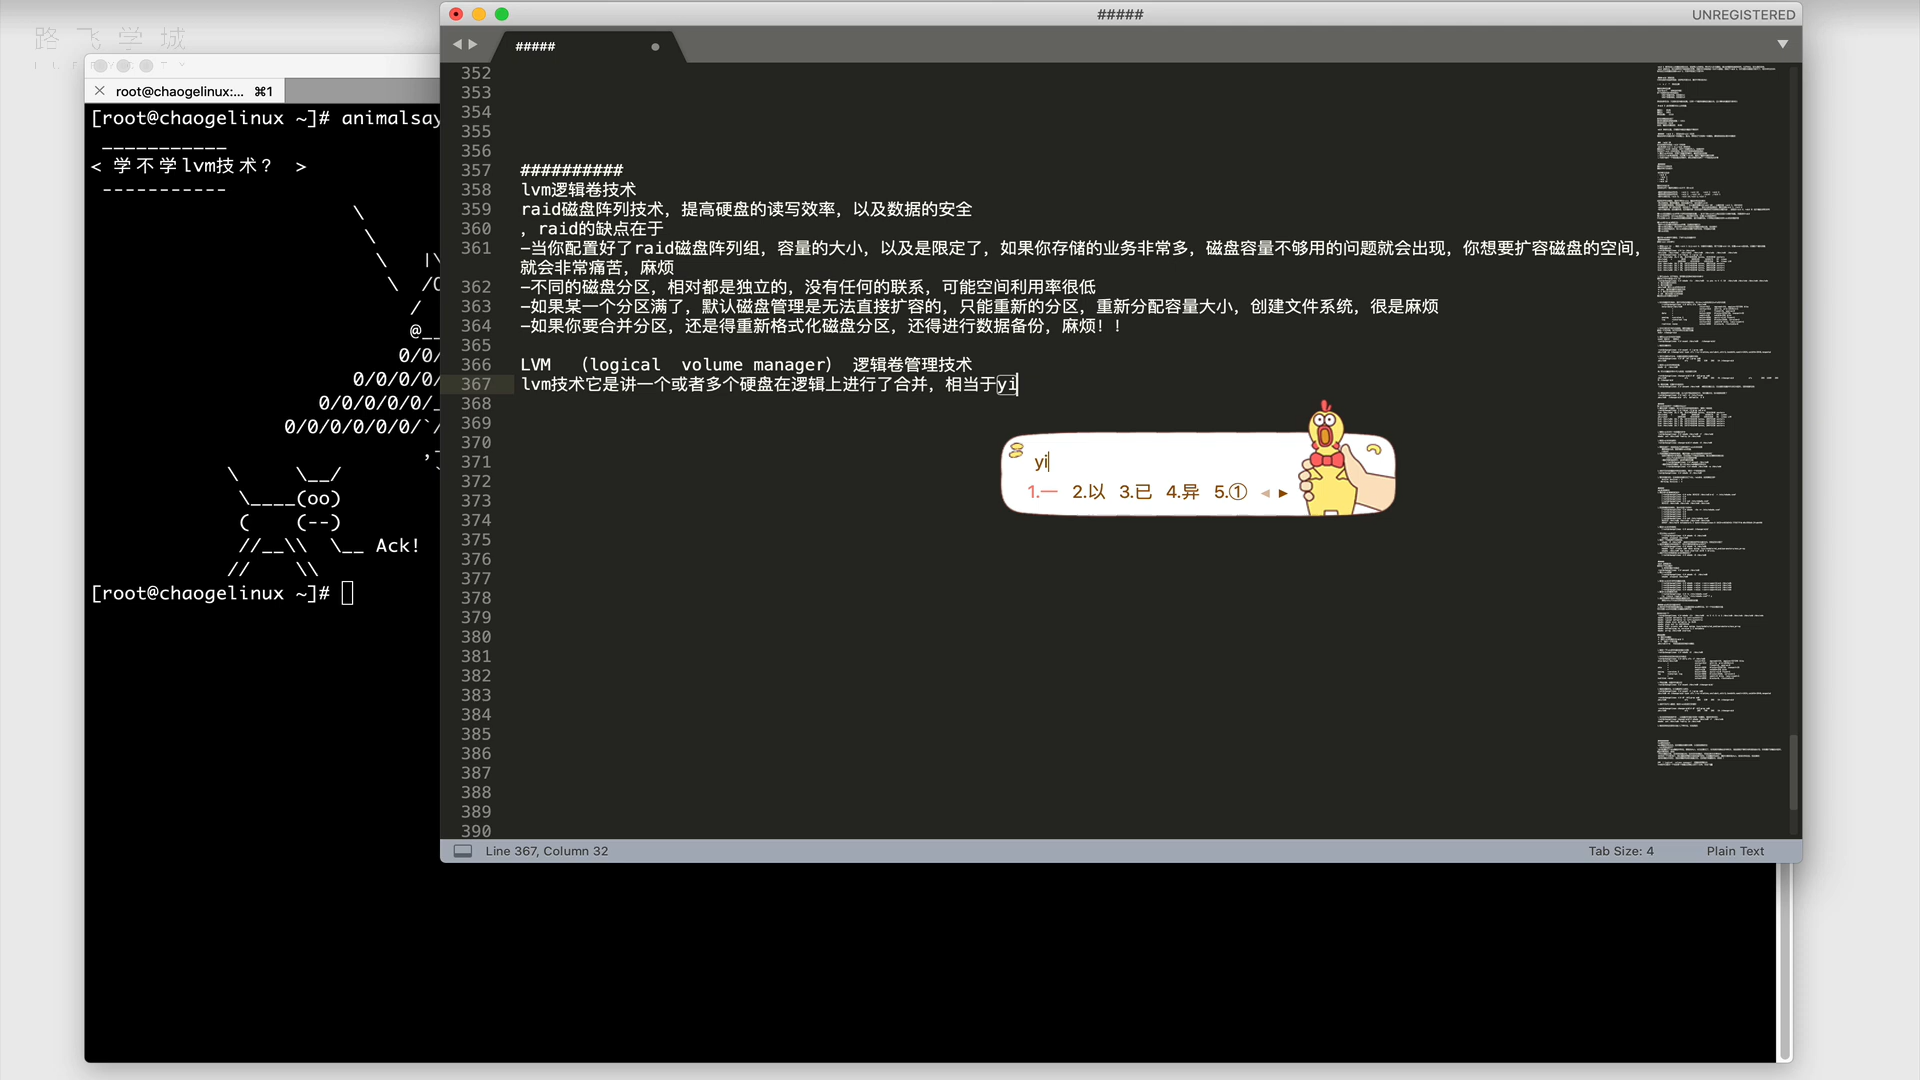 路飞学城
#####
UNREGISTERED
#####
root@chaogelinux:... ⌘1
[root@chaogelinux ~]# animalsay
< 学不学lvm技术？ >
Ack!
[root@chaogelinux ~]#
352
353
354
355
356
357 ##########
358 lvm逻辑卷技术
359 raid磁盘阵列技术，提高硬盘的读写效率，以及数据的安全
360 ，raid的缺点在于
361 -当你配置好了raid磁盘阵列组，容量的大小，以及是限定了，如果你存储的业务非常多，磁盘容量不够用的问题就会出现，你想要扩容磁盘的空间，
就会非常痛苦，麻烦
362 -不同的磁盘分区，相对都是独立的，没有任何的联系，可能空间利用率很低
363 -如果某一个分区满了，默认磁盘管理是无法直接扩容的，只能重新的分区，重新分配容量大小，创建文件系统，很是麻烦
364 -如果你要合并分区，还是得重新格式化磁盘分区，还得进行数据备份，麻烦！！
365
366 LVM （logical volume manager） 逻辑卷管理技术
367 lvm技术它是讲一个或者多个硬盘在逻辑上进行了合并，相当于yi
368
369
370
371
372
373
374
375
376
377
378
379
380
381
382
383
384
385
386
387
388
389
390
yi
1.一 2.以 3.已 4.异 5.①
Line 367, Column 32
Tab Size: 4
Plain Text